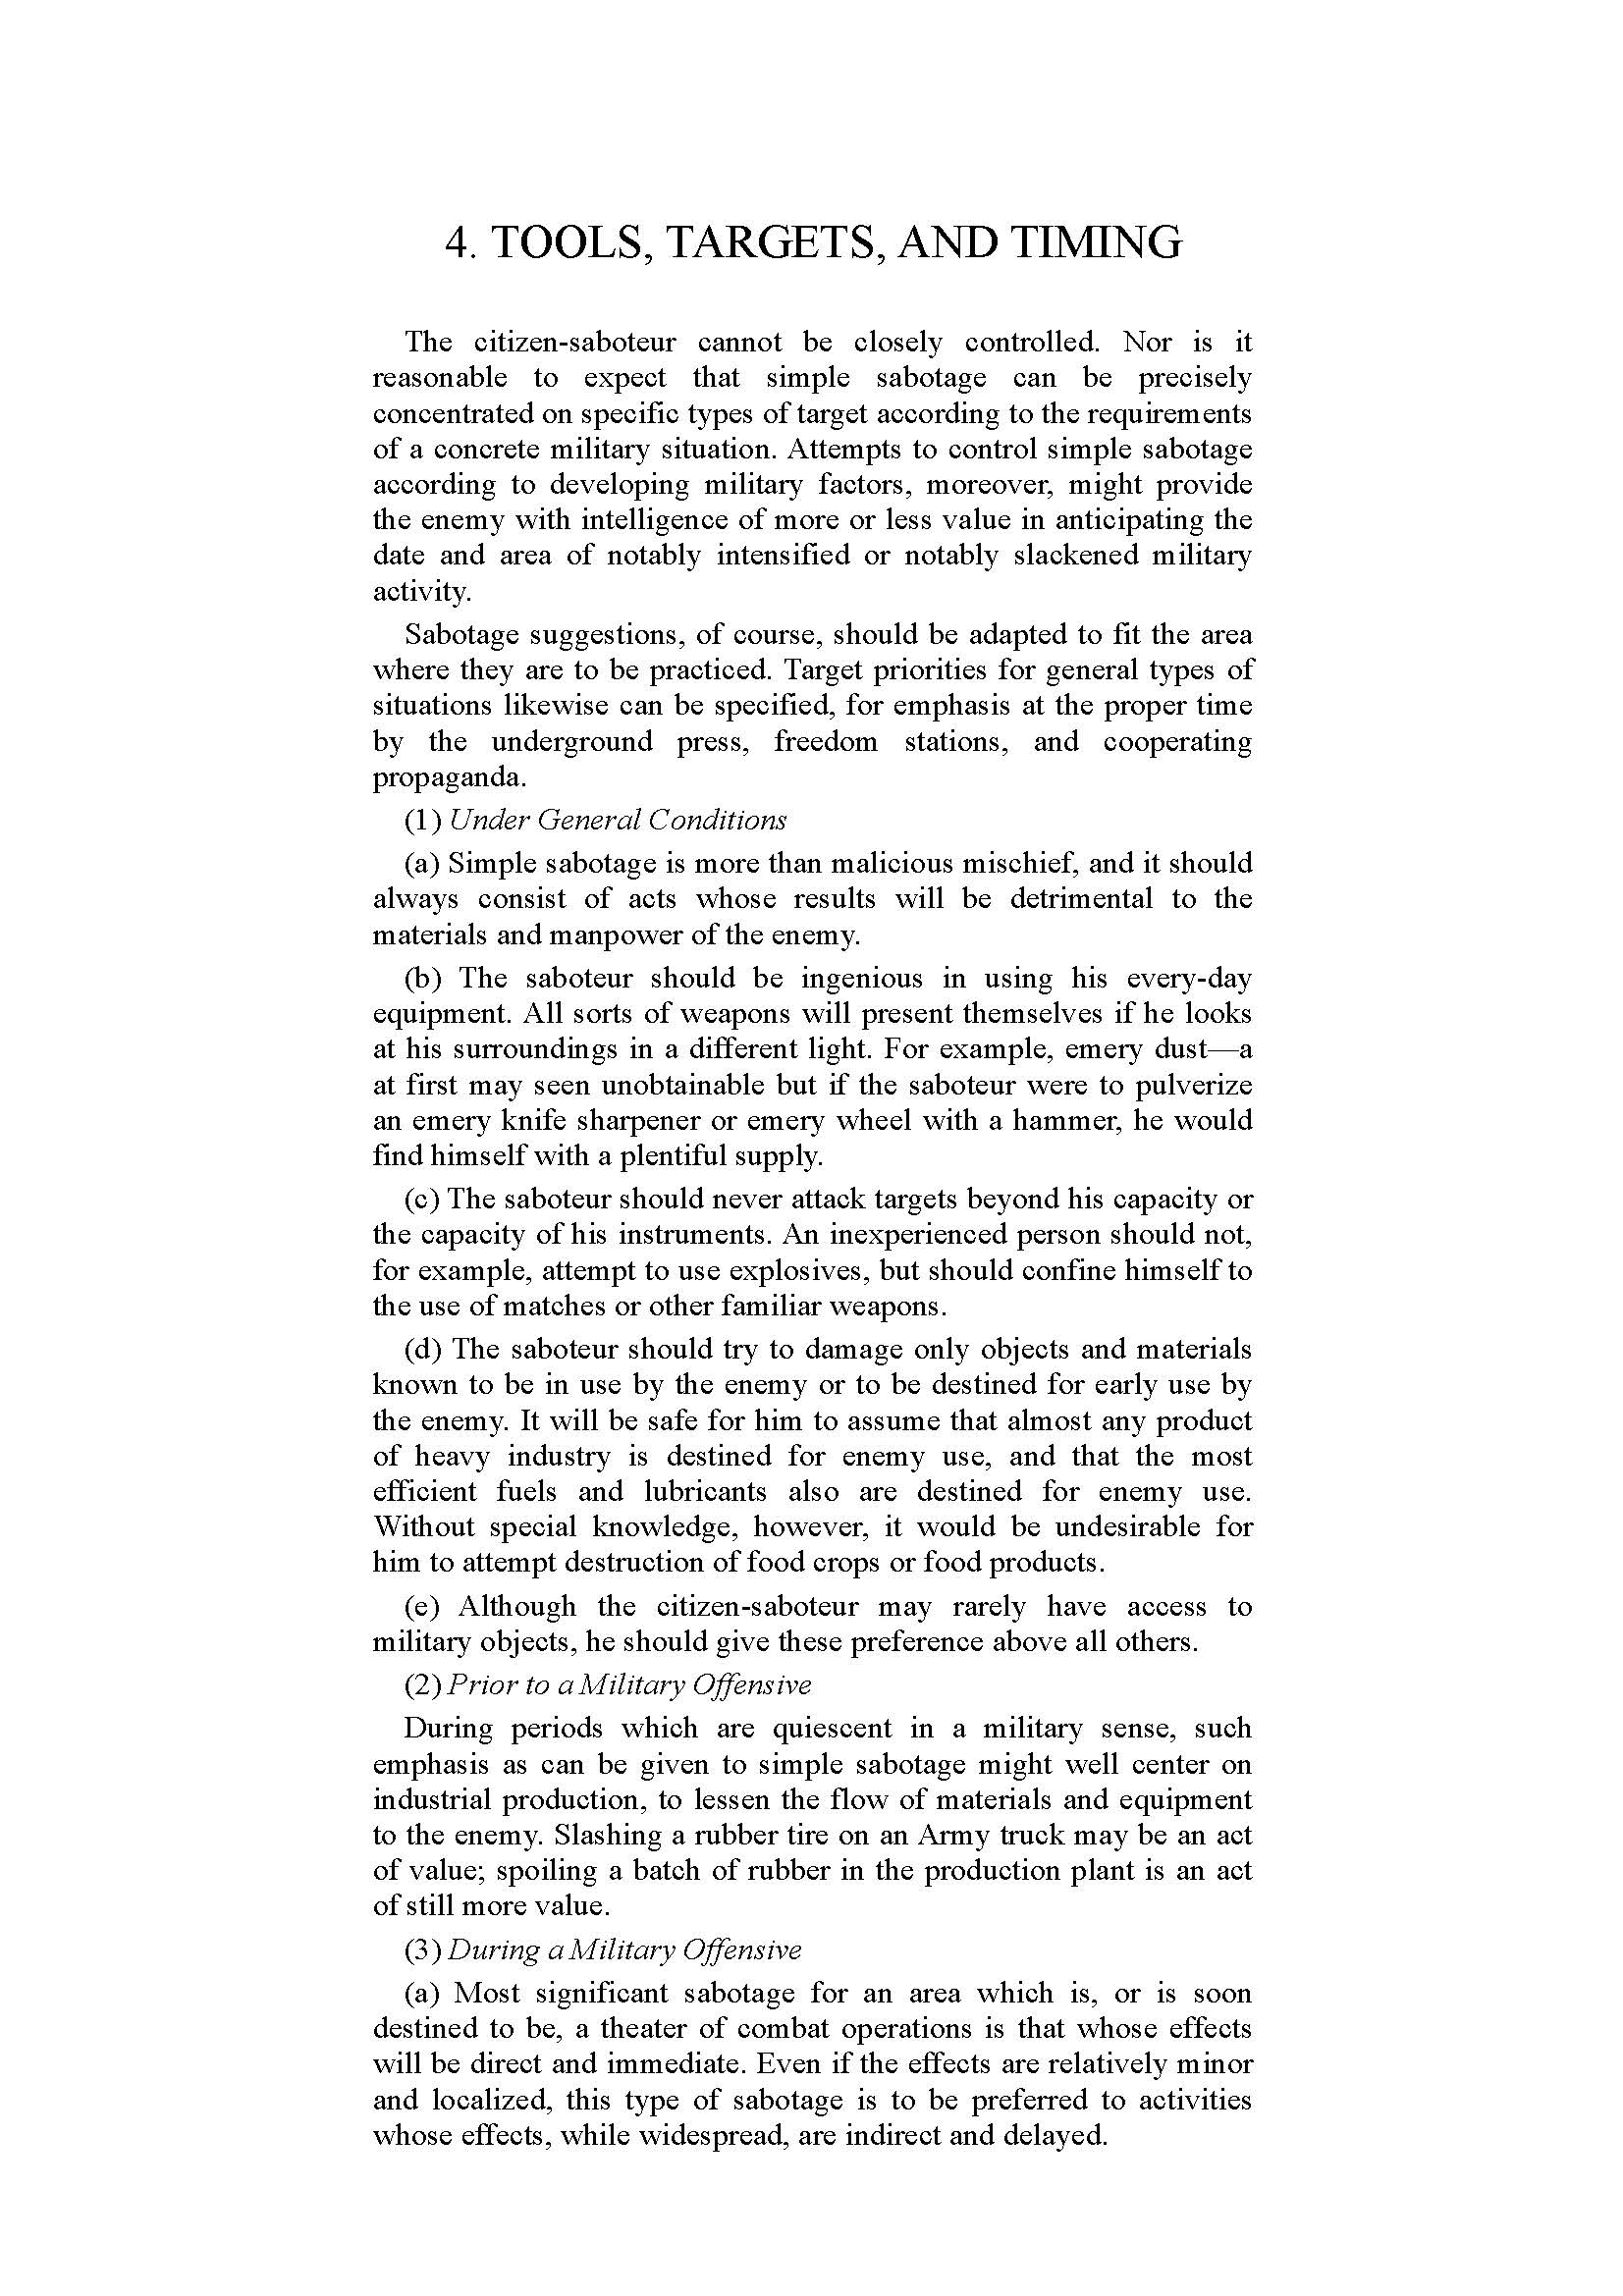 4. TOOLS, TARGETS, AND TIMING
The citizen-saboteur cannot be closely controlled. Nor is it
reasonable to expect that simple sabotage can be precisely
concentrated on specific types of target according to the requirements
of a concrete military situation. Attempts to control simple sabotage
according to developing military factors, moreover, might provide
the enemy with intelligence of more or less value in anticipating the
date and area of notably intensified or notably slackened military
activity.
Sabotage suggestions, of course, should be adapted to fit the area
where they are to be practiced. Target priorities for general types of
situations likewise can be specified, for emphasis at the proper time
by the underground press, freedom stations, and cooperating
propaganda.
(1) Under General Conditions
(a) Simple sabotage is more than malicious mischief, and it should
always consist of acts whose results will be detrimental to the
materials and manpower of the enemy.
(b) The saboteur should be ingenious in using his every-day
equipment. All sorts of weapons will present themselves if he looks
at his surroundings in a different light. For example, emery dust—a
at first may seen unobtainable but if the saboteur were to pulverize
an emery knife sharpener or emery wheel with a hammer, he would
find himself with a plentiful supply.
(c) The saboteur should never attack targets beyond his capacity or
the capacity of his instruments. An inexperienced person should not,
for example, attempt to use explosives, but should confine himself to
the use of matches or other familiar weapons.
(d) The saboteur should try to damage only objects and materials
known to be in use by the enemy or to be destined for early use by
the enemy. It will be safe for him to assume that almost any product
of heavy industry is destined for enemy use, and that the most
efficient fuels and lubricants also are destined for enemy use.
Without special knowledge, however, it would be undesirable for
him to attempt destruction of food crops or food products.
(e) Although the citizen-saboteur may rarely have access to
military objects, he should give these preference above all others.
(2) Prior to a Military Offensive
During periods which are quiescent in a military sense, such
emphasis as can be given to simple sabotage might well center on
industrial production, to lessen the flow of materials and equipment
to the enemy. Slashing a rubber tire on an Army truck may be an act
of value; spoiling a batch of rubber in the production plant is an act
of still more value.
(3) During a Military Offensive
(a) Most significant sabotage for an area which is, or is soon
destined to be, a theater of combat operations is that whose effects
will be direct and immediate. Even if the effects are relatively minor
and localized, this type of sabotage is to be preferred to activities
whose effects, while widespread, are indirect and delayed.